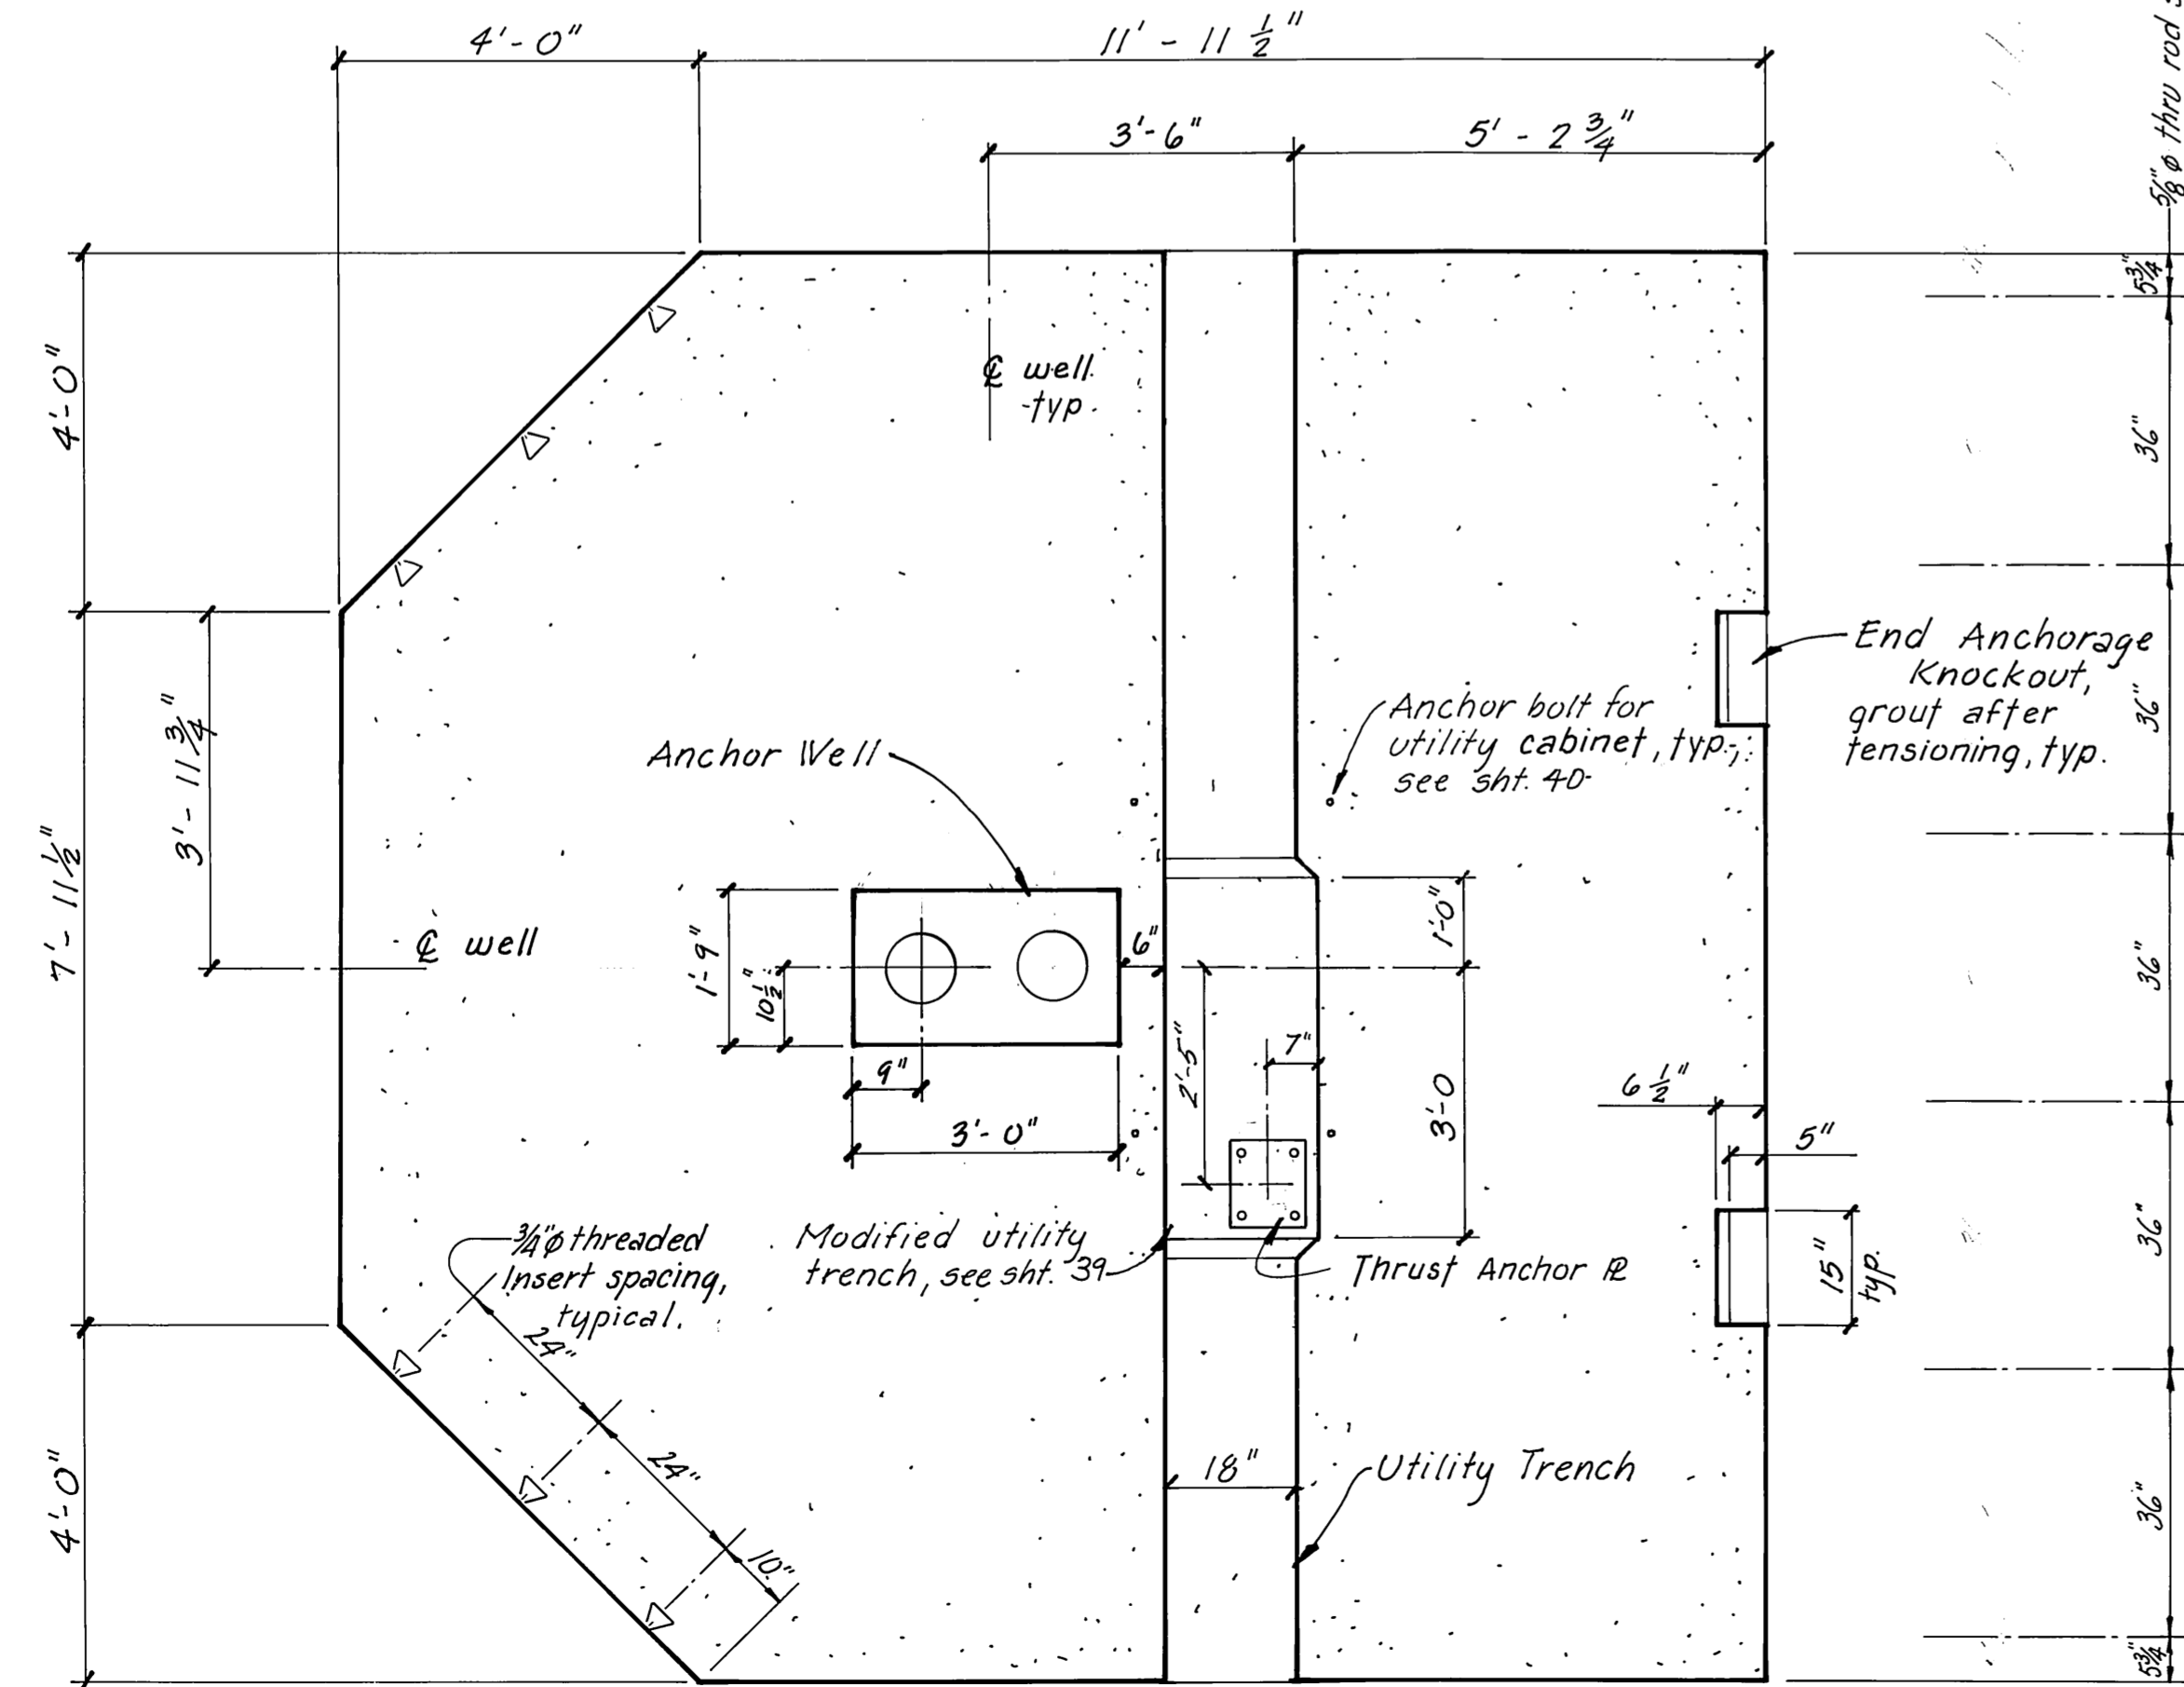 4'-0"
11'-11 1/2"
3'-6"
5'-2 3/4"
5/8"ϕ thru rod
5 3/4"
4'-0"
℄ well
typ.
36"
End Anchorage
Knockout,
grout after
tensioning, typ.
36"
Anchor bolt for
utility cabinet, typ.,
see sht. 40
Anchor Well
3'-11 3/4"
7'-11 1/2"
℄ well
1'-9"
10 1/2"
6"
1'-0"
36"
9"
3'-0"
2'-5"
7"
3'-0
6 1/2"
5"
36"
15"
typ.
3/4"ϕ threaded
Insert spacing,
typical.
Modified utility
trench, see sht. 39
Thrust Anchor ℞
24"
24"
10"
18"
Utility Trench
4'-0"
36"
5 3/4"